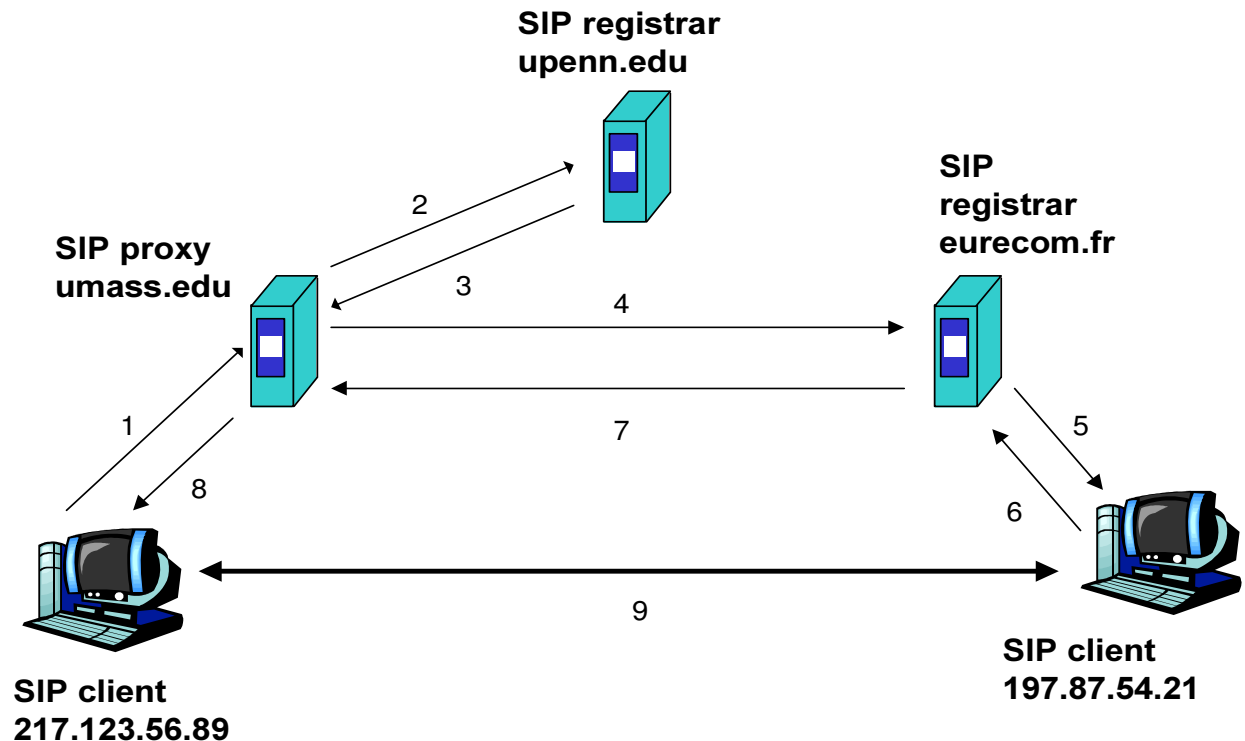 SIP registrar
upenn.edu
SIP
registrar
eurecom.fr
SIP proxy
umass.edu
2
3
4
1
7
5
8
6
9
SIP client
197.87.54.21
SIP client
217.123.56.89